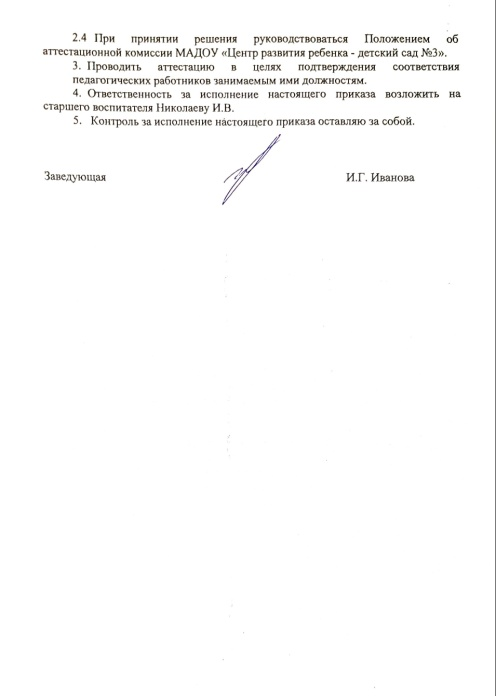 2.4 При принятии решения руководствоваться Положением об
аттестационной комиссии МАДОУ «Центр развития ребенка - детский сад №3».
3. Проводить аттестацию в целях подтверждения соответствия
педагогических работников занимаемым ими должностям.
4. Ответственность за исполнение настоящего приказа возложить на
старшего воспитателя Николаеву И.В.
5. Контроль за исполнение настоящего приказа оставляю за собой.
Заведующая И.Г. Иванова